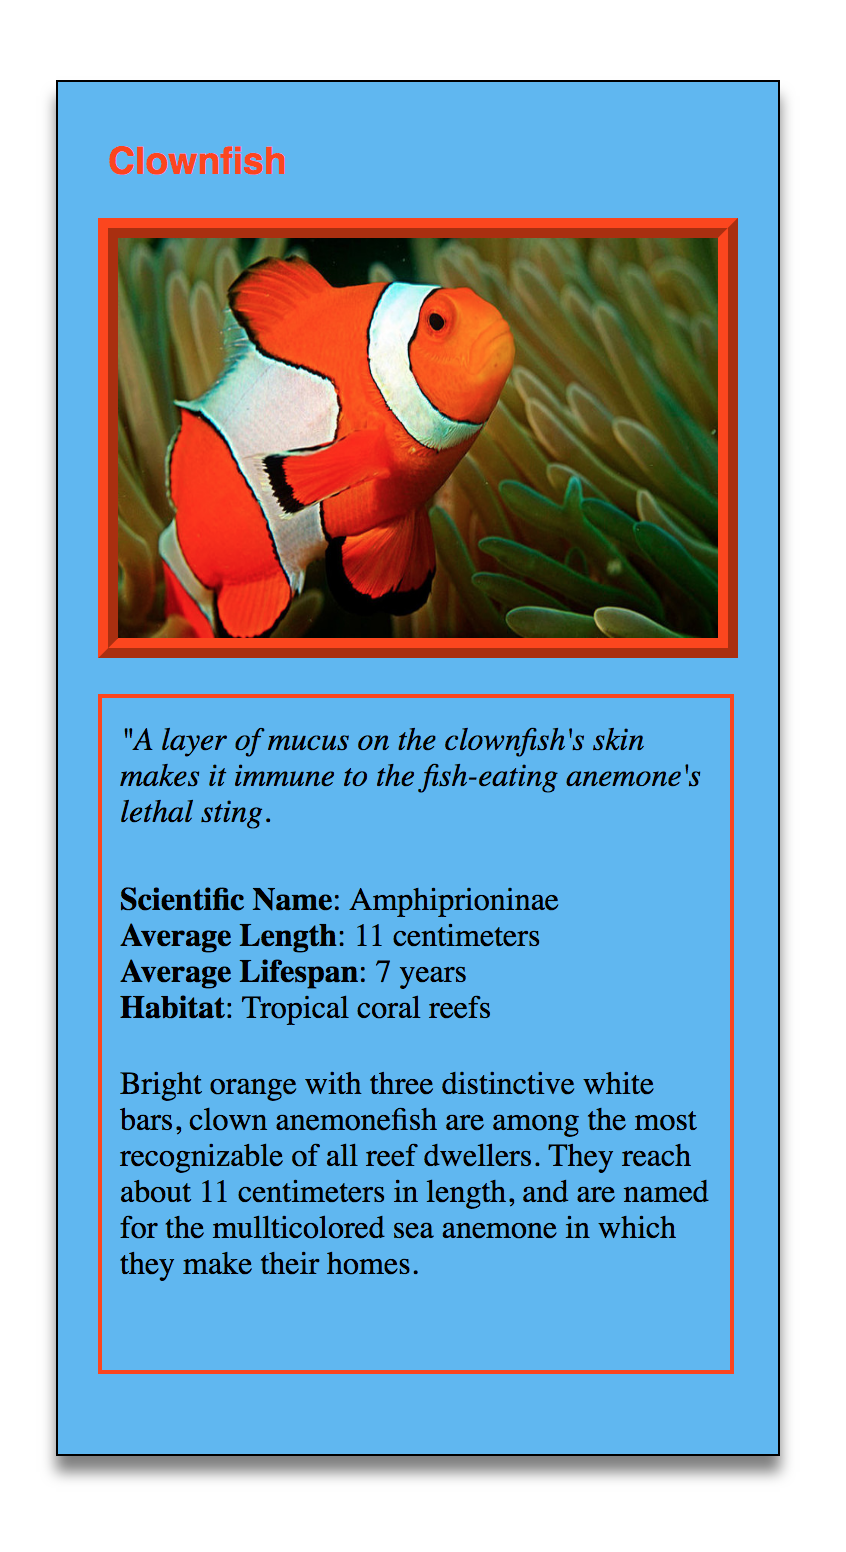 Clownfish
"A layer of mucus on the clownfish's skin
makes it immune to the fish-eating anemone's
lethal sting.
Scientific Name: Amphiprioninae
Average Length: 11 centimeters
Average Lifespan: 7 years
Habitat: Tropical coral reefs
Bright orange with three distinctive white
bars, clown anemonefish are among the most
recognizable of all reef dwellers. They reach
about 11 centimeters in length, and are named
for the mullticolored sea anemone in which
they make their homes.